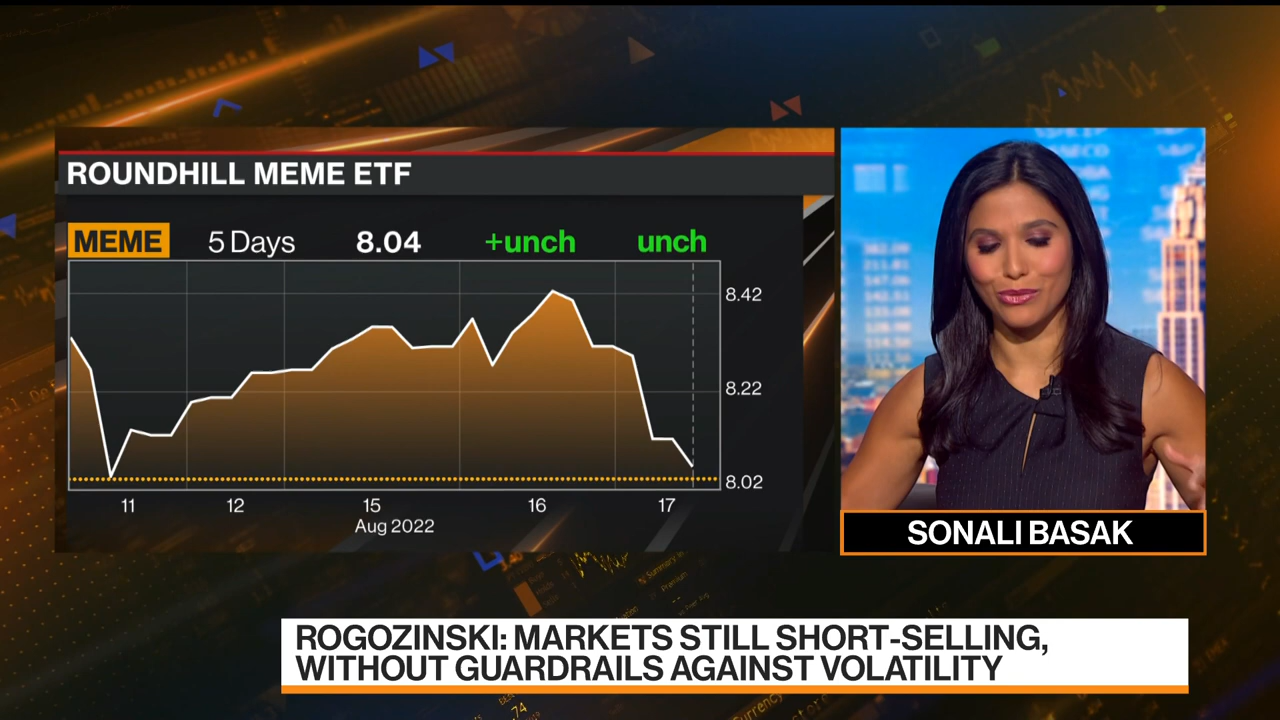 ROUNDHILL MEME ETF
MEME 5 Days 8.04 +unch unch
8.42
8.22
8.02
11 12 15 16 17
Aug 2022
SONALI BASAK
ROGOZINSKI: MARKETS STILL SHORT-SELLING,
WITHOUT GUARDRAILS AGAINST VOLATILITY